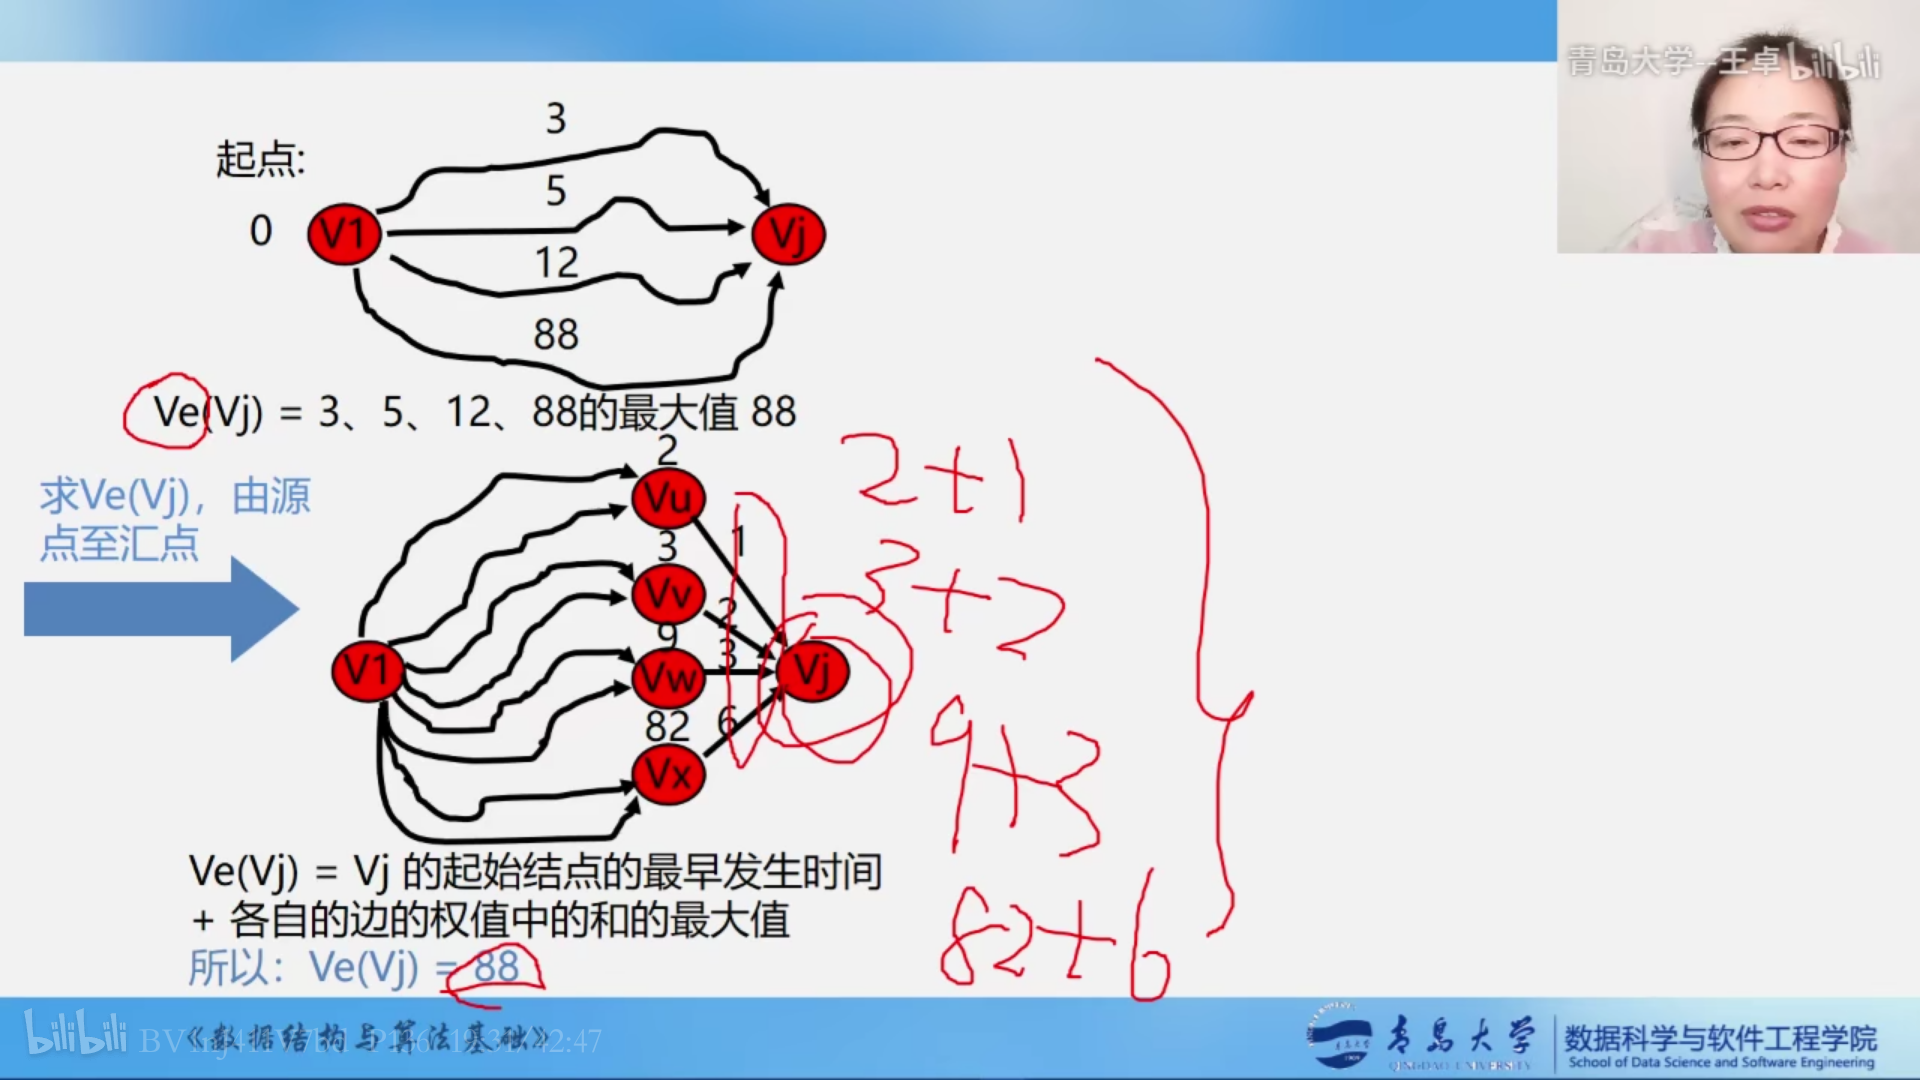 青岛大学--王卓 bilibili
3
起点:
5
0 V1 Vj
12
88
Ve(Vj) = 3、5、12、88的最大值 88
2
求Ve(Vj)，由源
点至汇点
Vu
2+1
1
3
Vv
3+2
2
9
3
V1 Vw Vj
82 6
9+3
Vx
Ve(Vj) = Vj 的起始结点的最早发生时间
+ 各自的边的权值中的和的最大值
82+6
所以：Ve(Vj) = 88
bilibili
《数据结构与算法基础》
青岛大学
QINGDAO UNIVERSITY
数据科学与软件工程学院
School of Data Science and Software Engineering